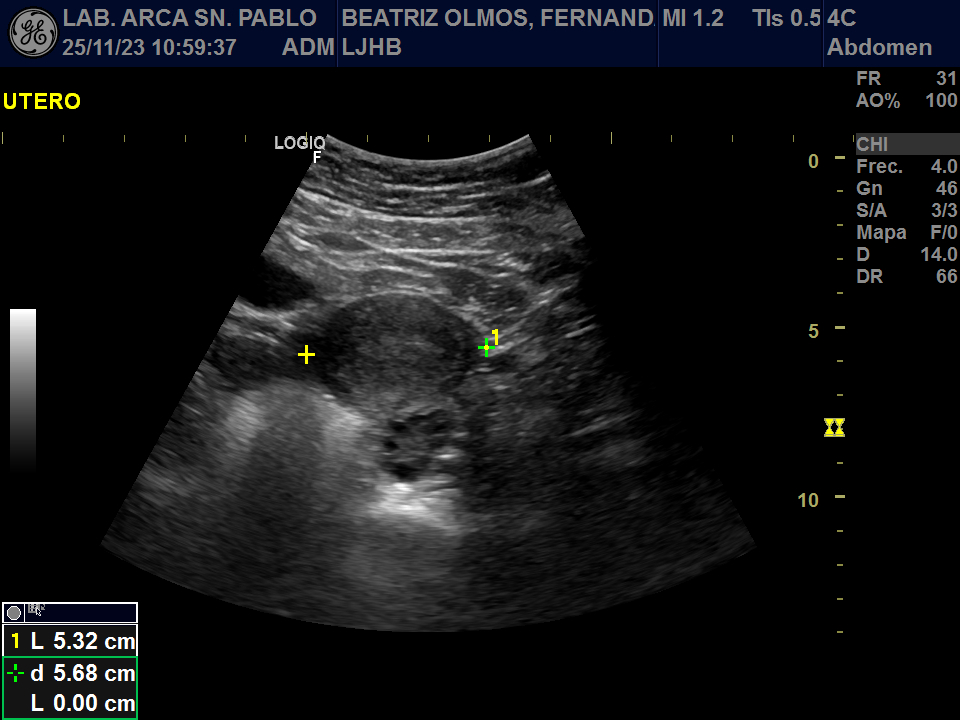 LAB. ARCA SN. PABLO
BEATRIZ OLMOS, FERNAND
MI 1.2 TIs 0.5
4C
25/11/23 10:59:37 ADM
LJHB
Abdomen
UTERO
FR 31
AO% 100
LOGIQ
F
CHI
Frec. 4.0
Gn 46
S/A 3/3
Mapa F/0
D 14.0
DR 66
0
5
10
1
1 L 5.32 cm
d 5.68 cm
L 0.00 cm